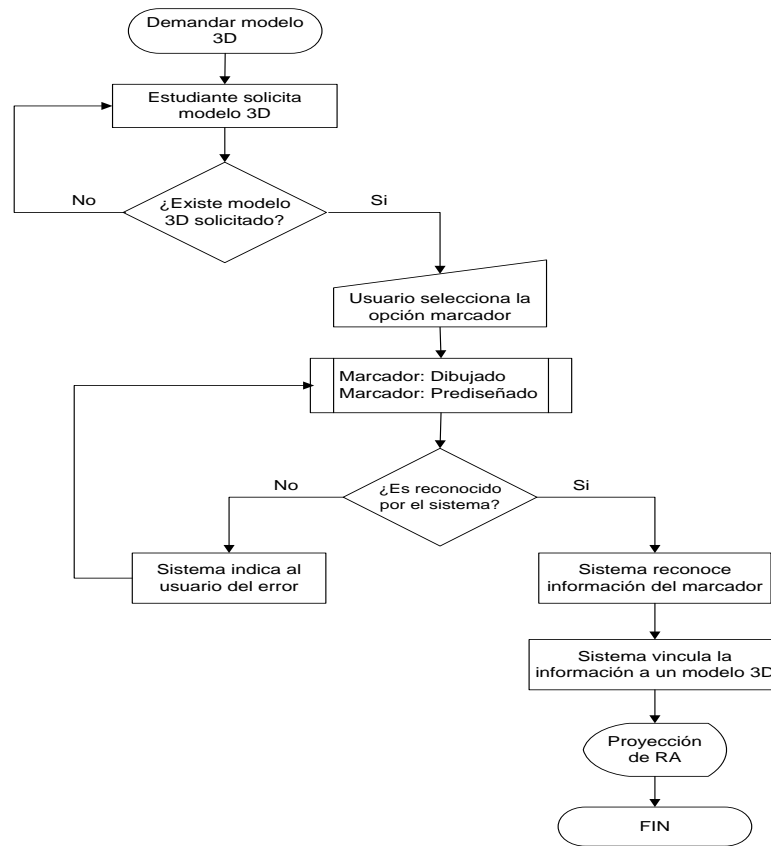 Demandar modelo
3D
Estudiante solicita
modelo 3D
¿Existe modelo
3D solicitado?
No
Si
Usuario selecciona la
opción marcador
Marcador: Dibujado
Marcador: Prediseñado
¿Es reconocido
por el sistema?
No
Si
Sistema indica al
usuario del error
Sistema reconoce
información del marcador
Sistema vincula la
información a un modelo 3D
Proyección
de RA
FIN